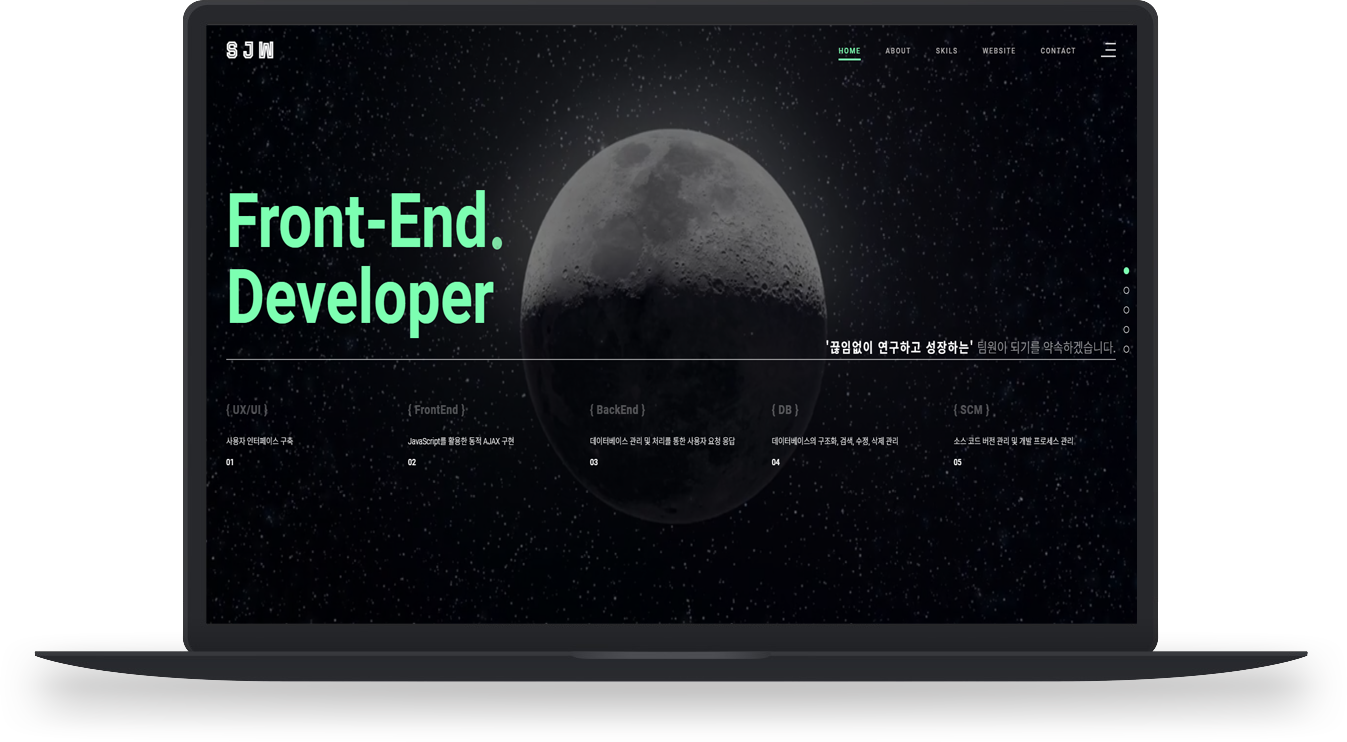 SJW
HOME ABOUT SKILS WEBSITE CONTACT
Front-End.
Developer
'끊임없이 연구하고 성장하는' 팀원이 되기를 약속하겠습니다.
{ UX/UI }
사용자 인터페이스 구축
01
{ FrontEnd }
JavaScript를 활용한 동적 AJAX 구현
02
{ BackEnd }
데이터베이스 관리 및 처리를 통한 사용자 요청 응답
03
{ DB }
데이터베이스의 구조화, 검색, 수정, 삭제 관리
04
{ SCM }
소스 코드 버전 관리 및 개발 프로세스 관리
05